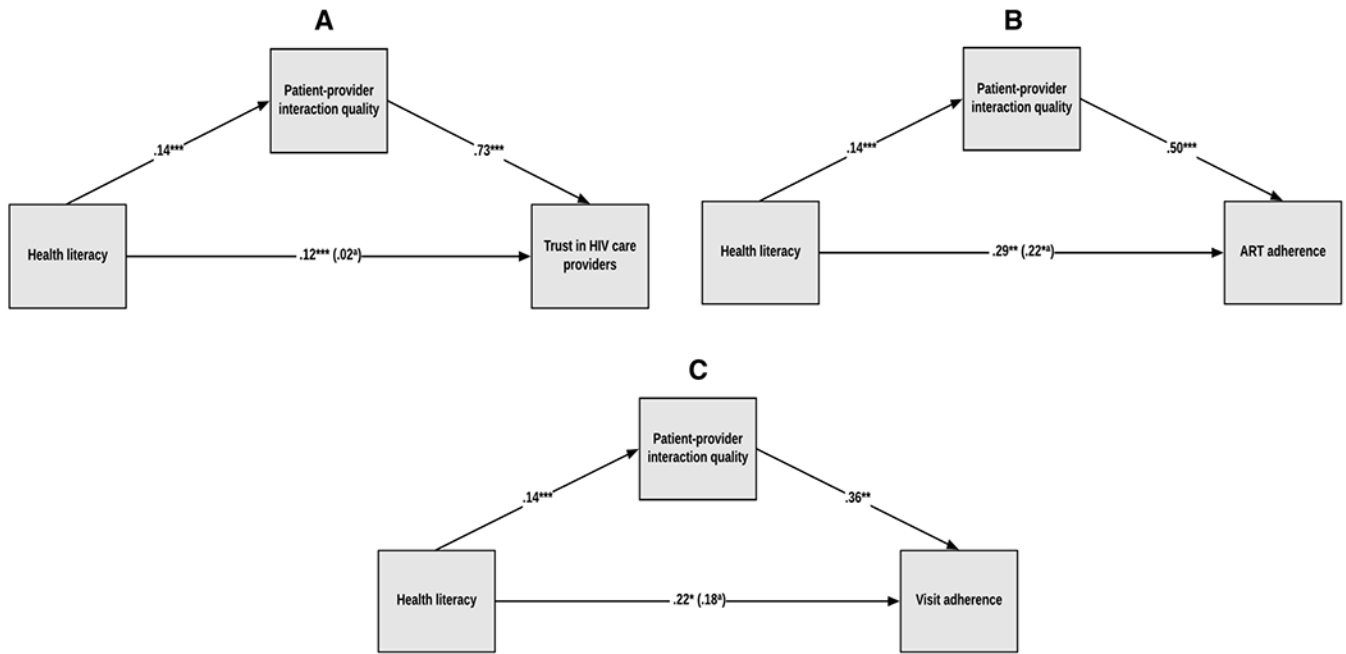 A
Patient-provider
interaction quality
.14***
.73***
Health literacy
.12*** (.02ª)
Trust in HIV care
providers
B
Patient-provider
interaction quality
.14***
.50***
Health literacy
.29** (.22*ª)
ART adherence
C
Patient-provider
interaction quality
.14***
.36**
Health literacy
.22* (.18ª)
Visit adherence